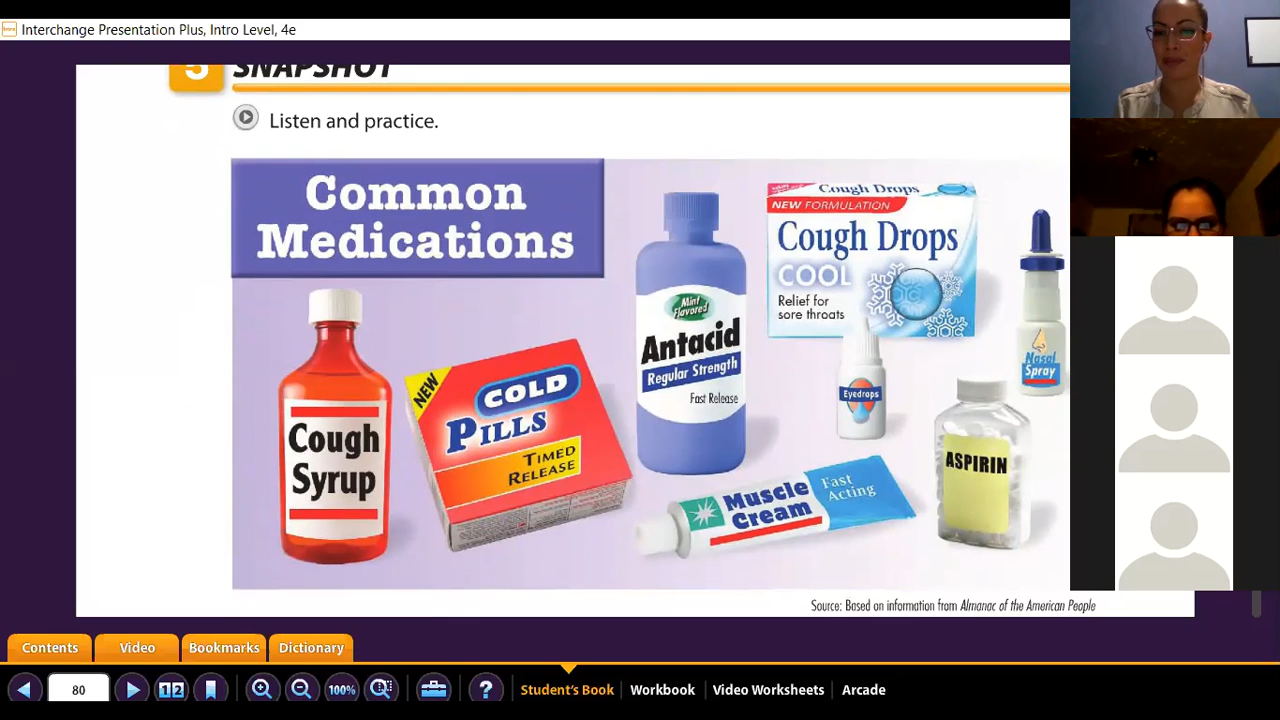 Interchange Presentation Plus, Intro Level, 4e
5 SNAPSHOT
Listen and practice.
Common
Medications
Cough
Syrup
NEW
COLD
PILLS
TIMED
RELEASE
Mint
Flavored
Antacid
Regular Strength
Fast Release
Cough Drops
NEW FORMULATION
Cough Drops
COOL
Relief for
sore throats
Eyedrops
Nasal
Spray
Muscle
Cream
Fast
Acting
ASPIRIN
Source: Based on information from Almanac of the American People
Contents Video Bookmarks Dictionary
80 1 2 100% ? Student's Book Workbook Video Worksheets Arcade